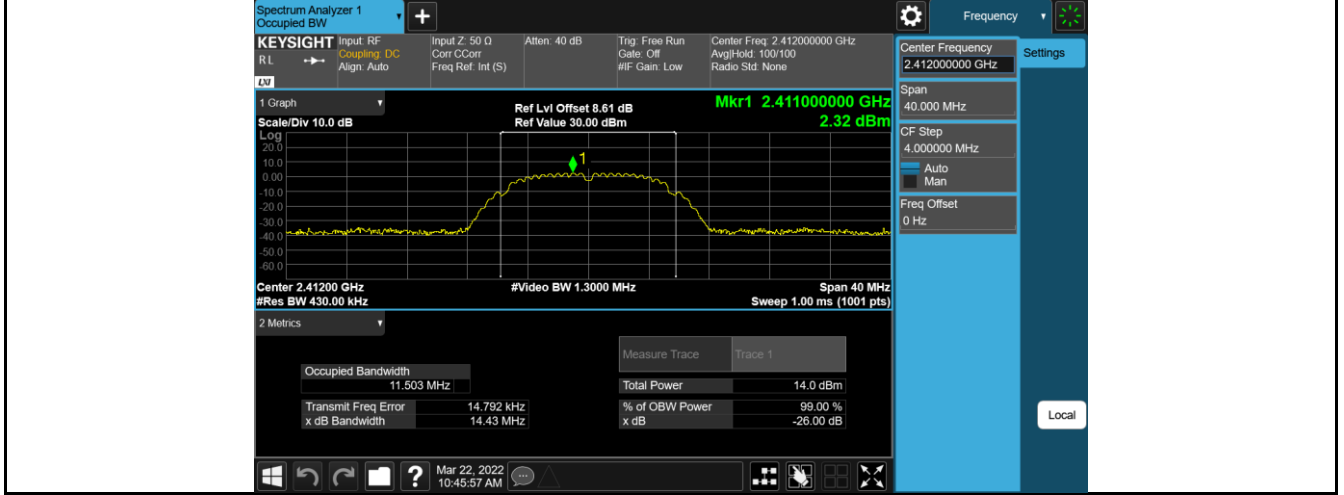 Spectrum Analyzer 1
Occupied BW
+
Frequency
KEYSIGHT
R L
LXI
Input: RF
Coupling: DC
Align: Auto
Input Z: 50 Ω
Corr CCorr
Freq Ref: Int (S)
Atten: 40 dB
Trig: Free Run
Gate: Off
#IF Gain: Low
Center Freq: 2.412000000 GHz
Avg|Hold: 100/100
Radio Std: None
Center Frequency
2.412000000 GHz
Settings
Span
40.000 MHz
CF Step
4.000000 MHz
Auto
Man
Freq Offset
0 Hz
Local
1 Graph
Scale/Div 10.0 dB
Ref Lvl Offset 8.61 dB
Ref Value 30.00 dBm
Mkr1 2.411000000 GHz
2.32 dBm
Log
20.0
10.0
0.00
-10.0
-20.0
-30.0
-40.0
-50.0
-60.0
1
Center 2.41200 GHz
#Video BW 1.3000 MHz
Span 40 MHz
#Res BW 430.00 kHz
Sweep 1.00 ms (1001 pts)
2 Metrics
Measure Trace Trace 1
Occupied Bandwidth
11.503 MHz
Total Power 14.0 dBm
Transmit Freq Error 14.792 kHz
% of OBW Power 99.00 %
x dB Bandwidth 14.43 MHz
x dB -26.00 dB
?
Mar 22, 2022
10:45:57 AM